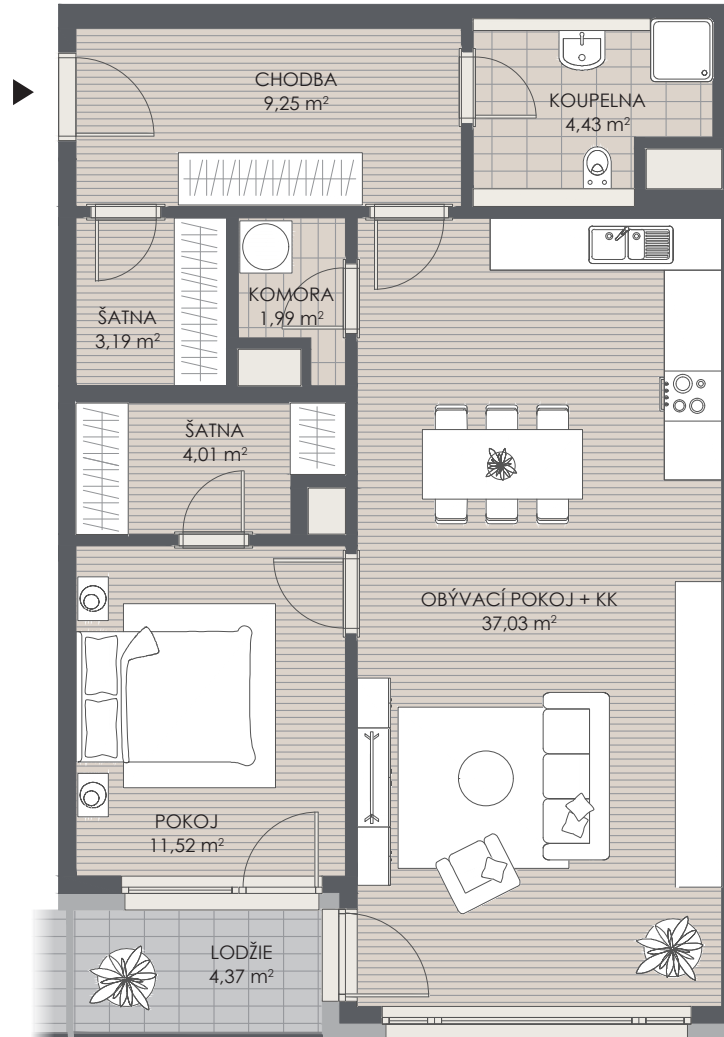 CHODBA
9,25 m²
KOUPELNA
4,43 m²
ŠATNA
3,19 m²
KOMORA
1,99 m²
ŠATNA
4,01 m²
OBÝVACÍ POKOJ + KK
37,03 m²
POKOJ
11,52 m²
LODŽIE
4,37 m²